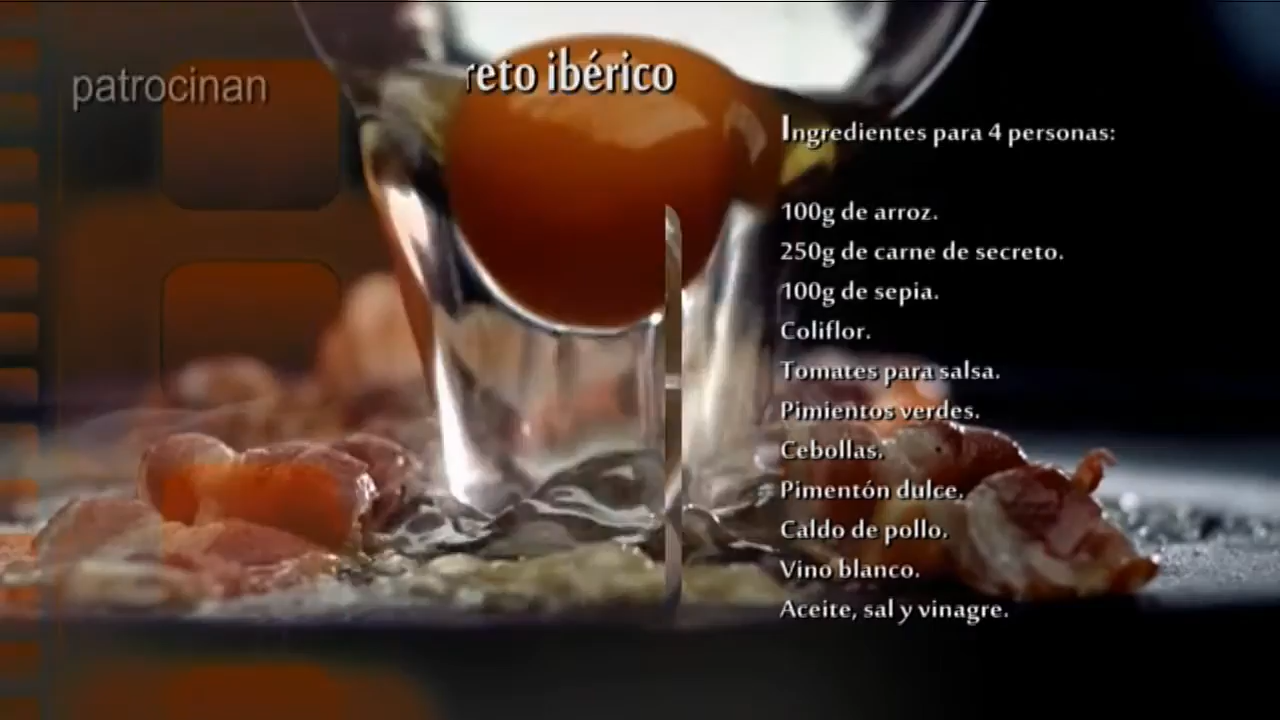 patrocinan
reto ibérico
Ingredientes para 4 personas:
100g de arroz.
250g de carne de secreto.
100g de sepia.
Coliflor.
Tomates para salsa.
Pimientos verdes.
Cebollas.
Pimentón dulce.
Caldo de pollo.
Vino blanco.
Aceite, sal y vinagre.